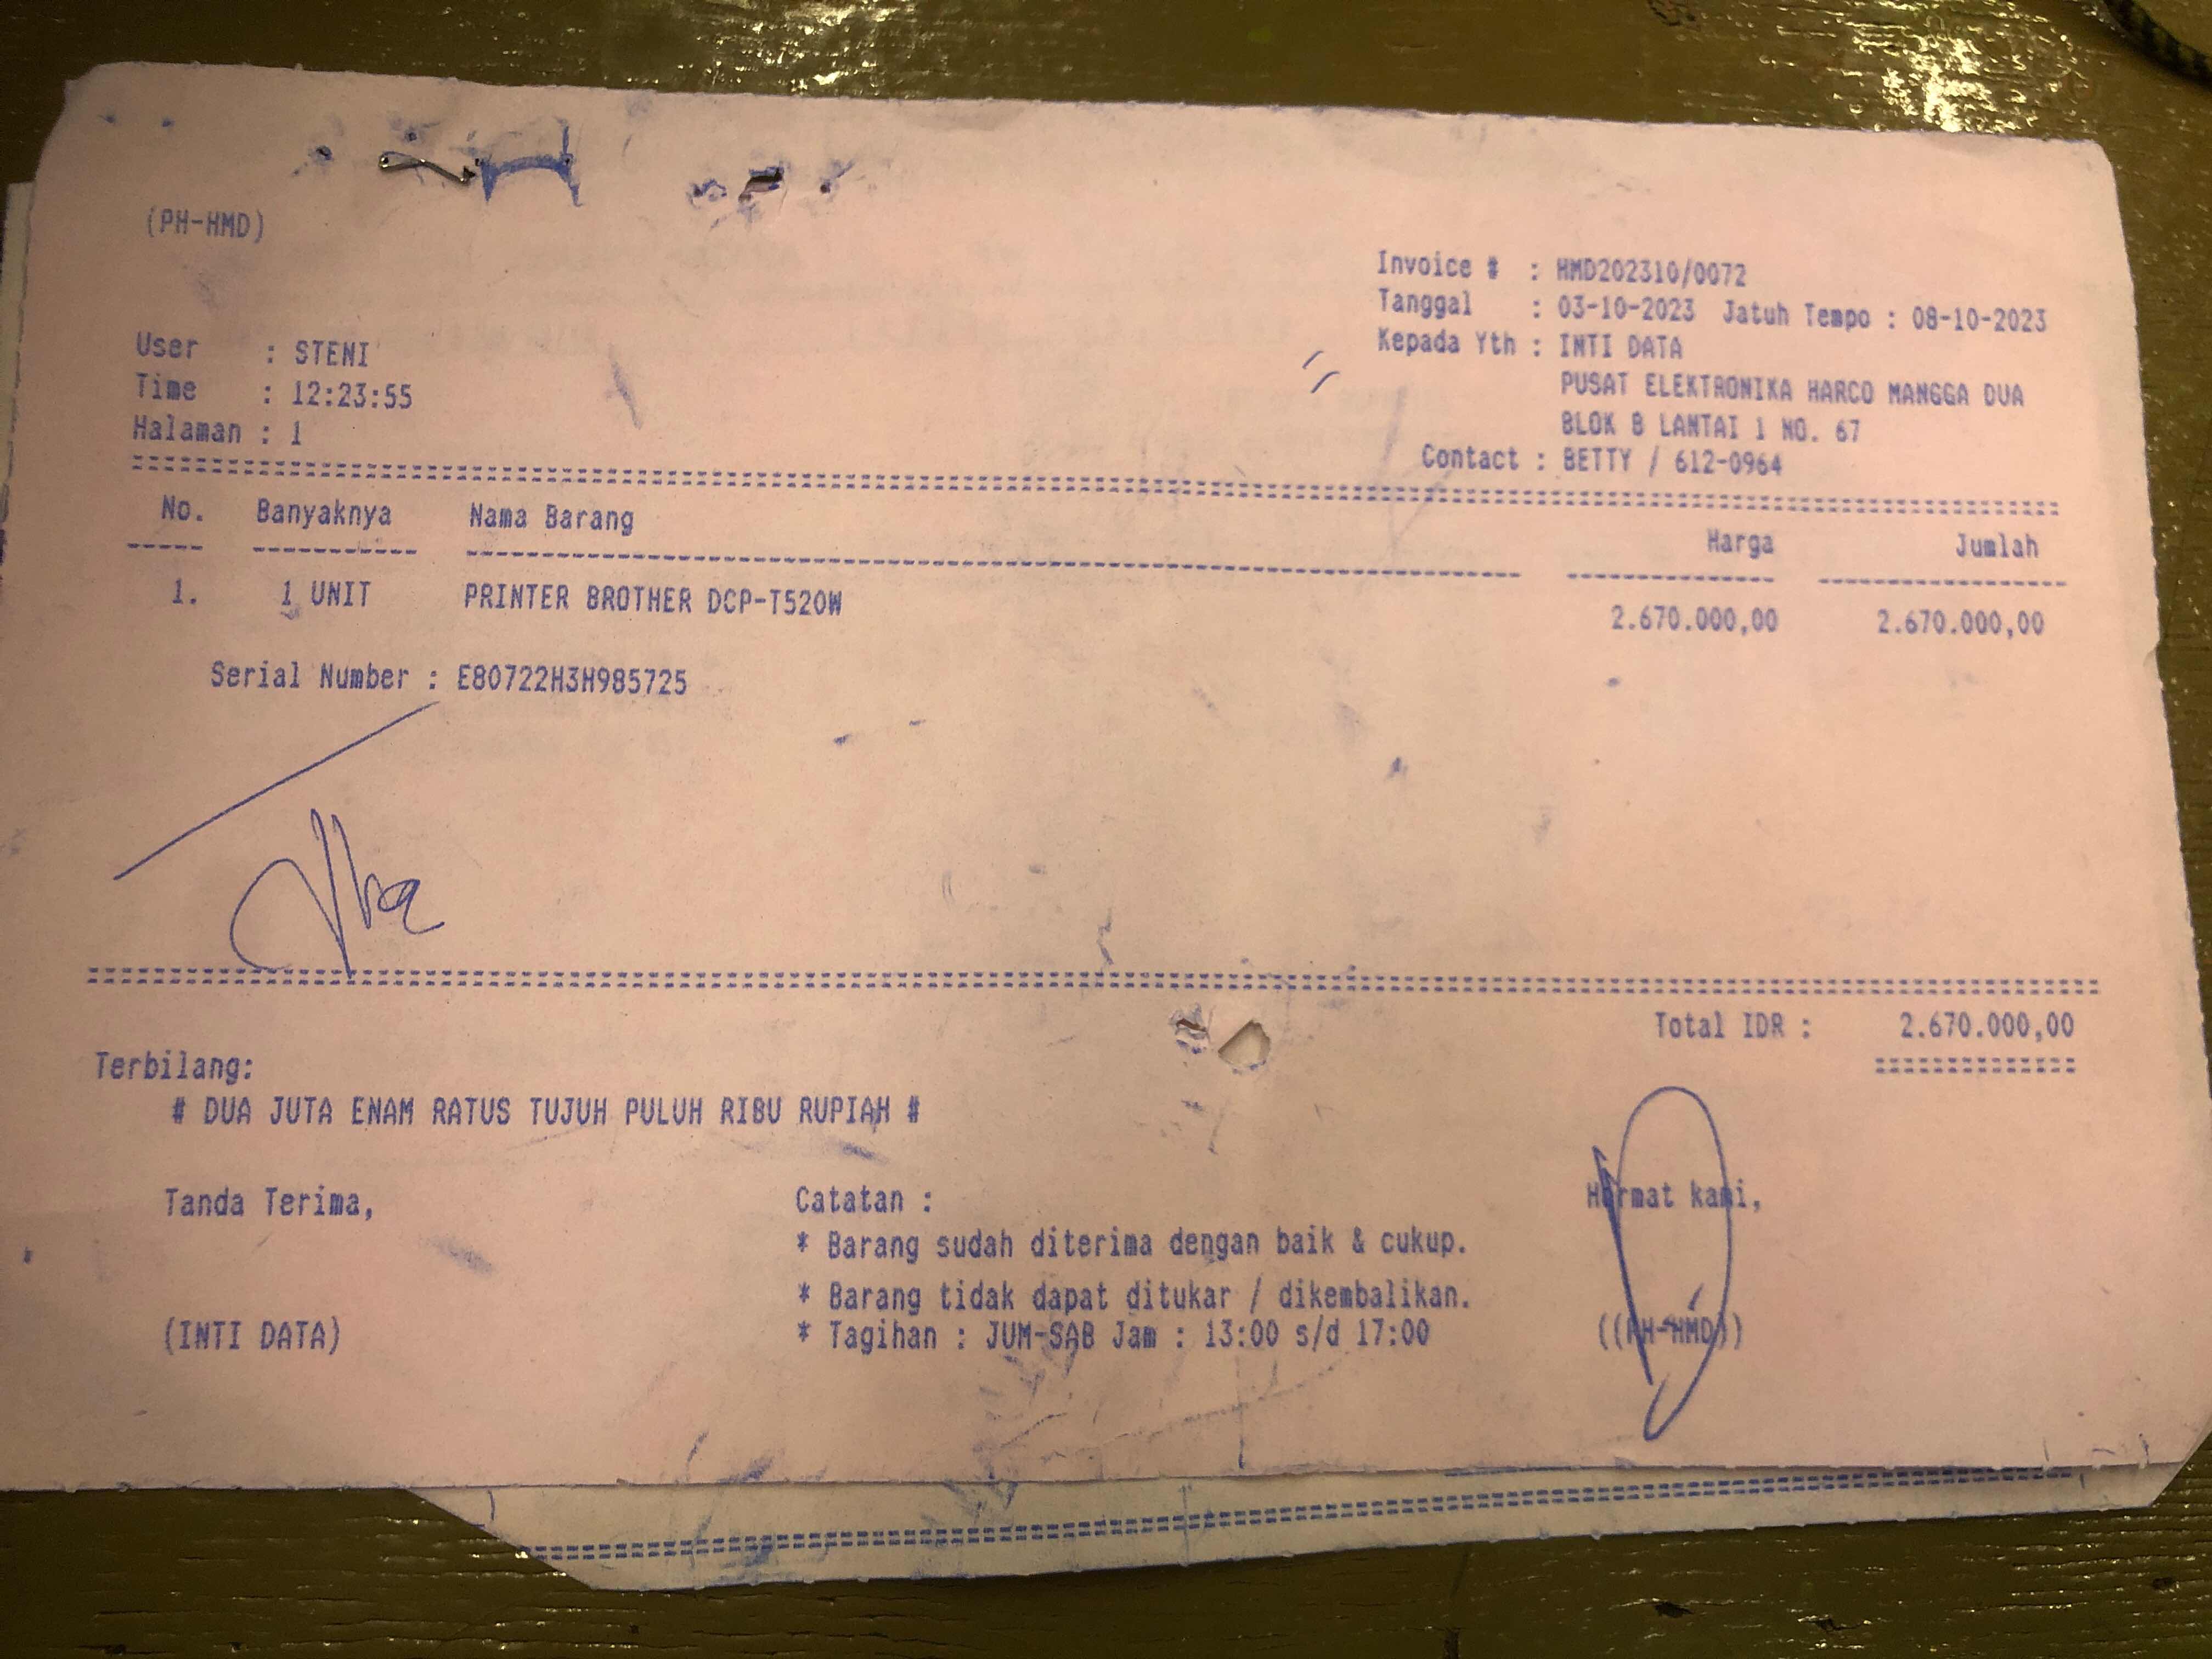 (PH-HMD)
Invoice # : HMD202310/0072
Tanggal : 03-10-2023 Jatuh Tempo : 08-10-2023
Kepada Yth : INTI DATA
PUSAT ELEKTRONIKA HARCO MANGGA DUA
BLOK B LANTAI 1 NO. 67
Contact : BETTY / 612-0964
User : STENI
Time : 12:23:55
Halaman : 1
No. Banyaknya Nama Barang Harga Jumlah
1. 1 UNIT PRINTER BROTHER DCP-T520W 2.670.000,00 2.670.000,00
Serial Number : E80722H3H985725
Total IDR : 2.670.000,00
Terbilang:
# DUA JUTA ENAM RATUS TUJUH PULUH RIBU RUPIAH #
Tanda Terima,
(INTI DATA)
Catatan :
* Barang sudah diterima dengan baik & cukup.
* Barang tidak dapat ditukar / dikembalikan.
* Tagihan : JUM-SAB Jam : 13:00 s/d 17:00
Hormat kami,
((PH-HMD))